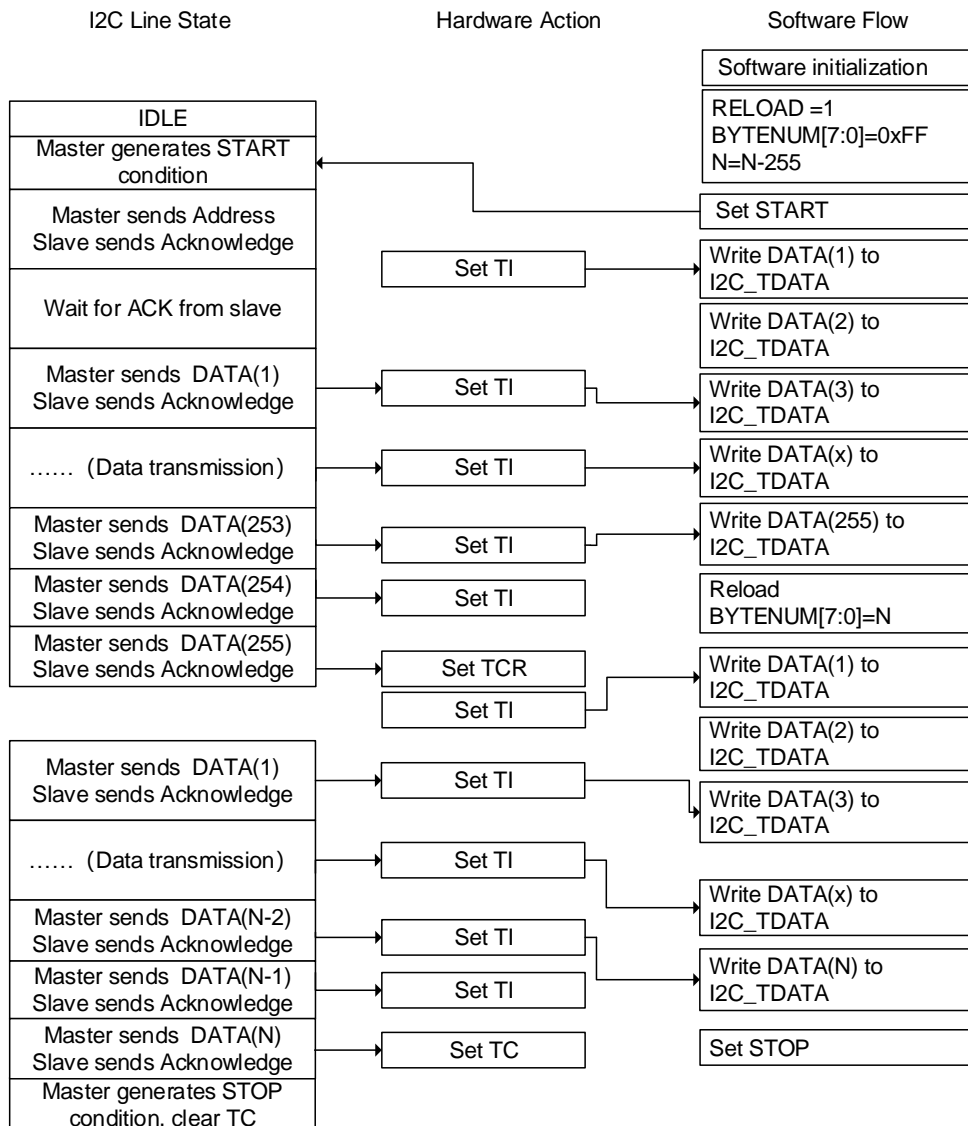 I2C Line State
Hardware Action
Software Flow
Software initialization
RELOAD =1
BYTENUM[7:0]=0xFF
N=N-255
IDLE
Master generates START
condition
Set START
Master sends Address
Slave sends Acknowledge
Set TI
Write DATA(1) to
I2C_TDATA
Wait for ACK from slave
Write DATA(2) to
I2C_TDATA
Master sends DATA(1)
Slave sends Acknowledge
Set TI
Write DATA(3) to
I2C_TDATA
…… (Data transmission)
Set TI
Write DATA(x) to
I2C_TDATA
Master sends DATA(253)
Slave sends Acknowledge
Set TI
Write DATA(255) to
I2C_TDATA
Master sends DATA(254)
Slave sends Acknowledge
Set TI
Reload
BYTENUM[7:0]=N
Master sends DATA(255)
Slave sends Acknowledge
Set TCR
Set TI
Write DATA(1) to
I2C_TDATA
Write DATA(2) to
I2C_TDATA
Master sends DATA(1)
Slave sends Acknowledge
Set TI
Write DATA(3) to
I2C_TDATA
…… (Data transmission)
Set TI
Write DATA(x) to
I2C_TDATA
Master sends DATA(N-2)
Slave sends Acknowledge
Set TI
Write DATA(N) to
I2C_TDATA
Master sends DATA(N-1)
Slave sends Acknowledge
Set TI
Master sends DATA(N)
Slave sends Acknowledge
Set TC
Set STOP
Master generates STOP
condition, clear TC